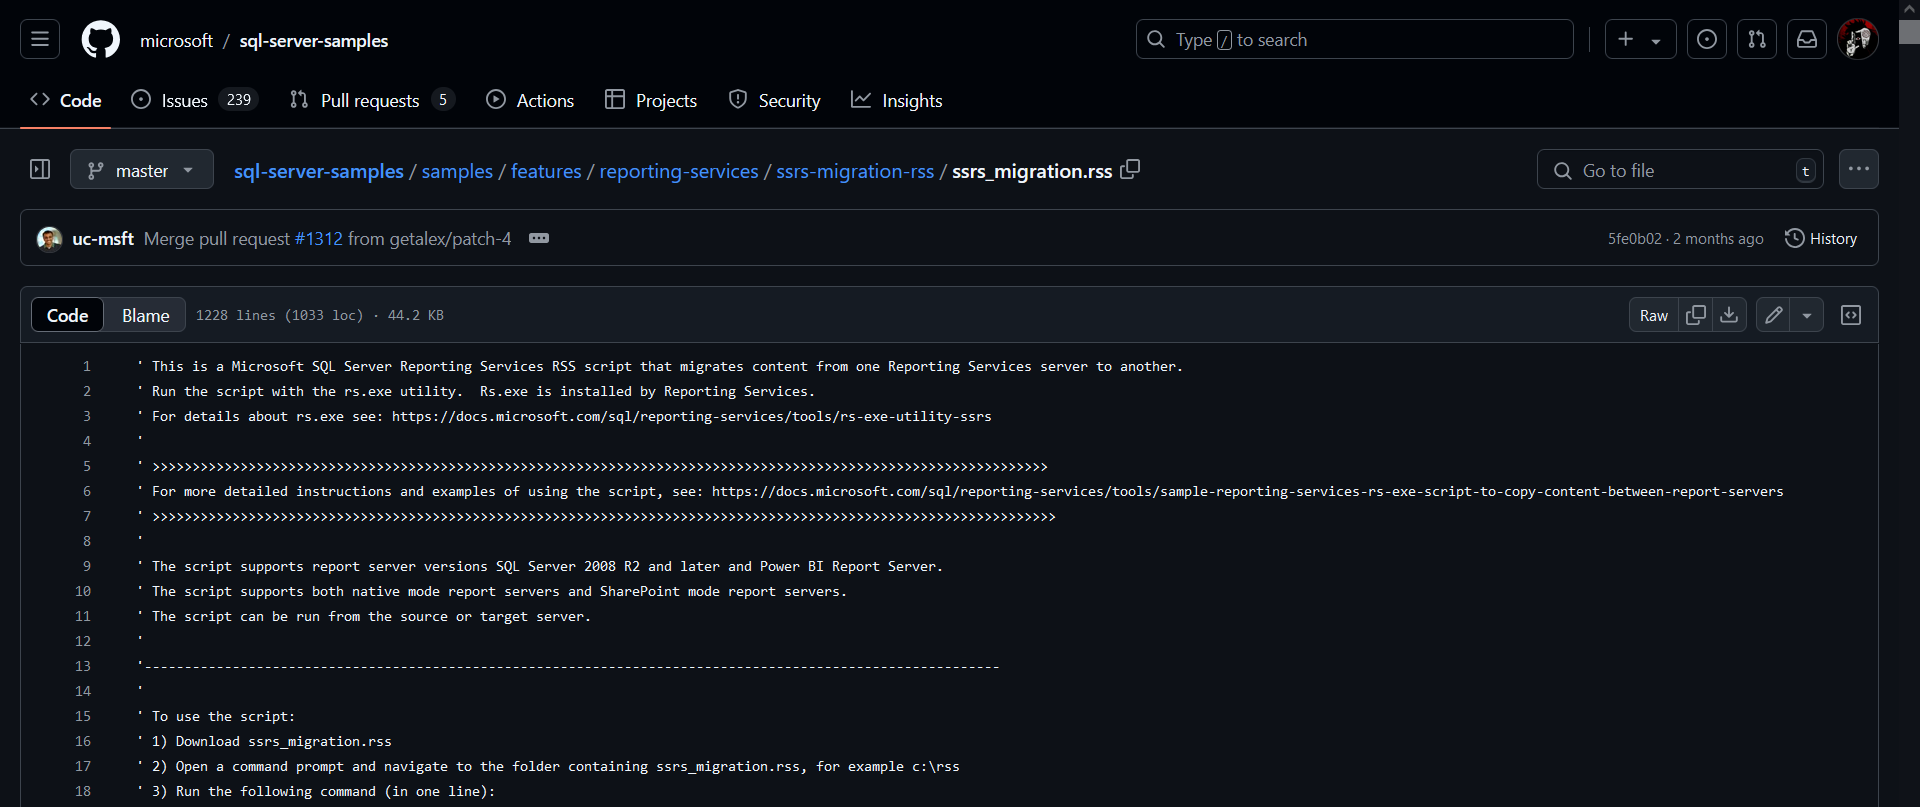 microsoft / sql-server-samples
Type / to search
Code
Issues 239
Pull requests 5
Actions
Projects
Security
Insights
master
sql-server-samples / samples / features / reporting-services / ssrs-migration-rss / ssrs_migration.rss
Go to file
t
uc-msft Merge pull request #1312 from getalex/patch-4
5fe0b02 · 2 months ago
History
Code
Blame
1228 lines (1033 loc) · 44.2 KB
Raw
1 ' This is a Microsoft SQL Server Reporting Services RSS script that migrates content from one Reporting Services server to another.
2 ' Run the script with the rs.exe utility.  Rs.exe is installed by Reporting Services.
3 ' For details about rs.exe see: https://docs.microsoft.com/sql/reporting-services/tools/rs-exe-utility-ssrs
4 '
5 ' >>>>>>>>>>>>>>>>>>>>>>>>>>>>>>>>>>>>>>>>>>>>>>>>>>>>>>>>>>>>>>>>>>>>>>>>>>>>>>>>>>>>>>>>>>>>>>>>>>>>>>>>>>>>>>>>
6 ' For more detailed instructions and examples of using the script, see: https://docs.microsoft.com/sql/reporting-services/tools/sample-reporting-services-rs-exe-script-to-copy-content-between-report-servers
7 ' >>>>>>>>>>>>>>>>>>>>>>>>>>>>>>>>>>>>>>>>>>>>>>>>>>>>>>>>>>>>>>>>>>>>>>>>>>>>>>>>>>>>>>>>>>>>>>>>>>>>>>>>>>>>>>>>>
8 '
9 ' The script supports report server versions SQL Server 2008 R2 and later and Power BI Report Server.
10 ' The script supports both native mode report servers and SharePoint mode report servers.
11 ' The script can be run from the source or target server.
12 '
13 '-----------------------------------------------------------------------------------------------------------
14 '
15 ' To use the script:
16 ' 1) Download ssrs_migration.rss
17 ' 2) Open a command prompt and navigate to the folder containing ssrs_migration.rss, for example c:\rss
18 ' 3) Run the following command (in one line):